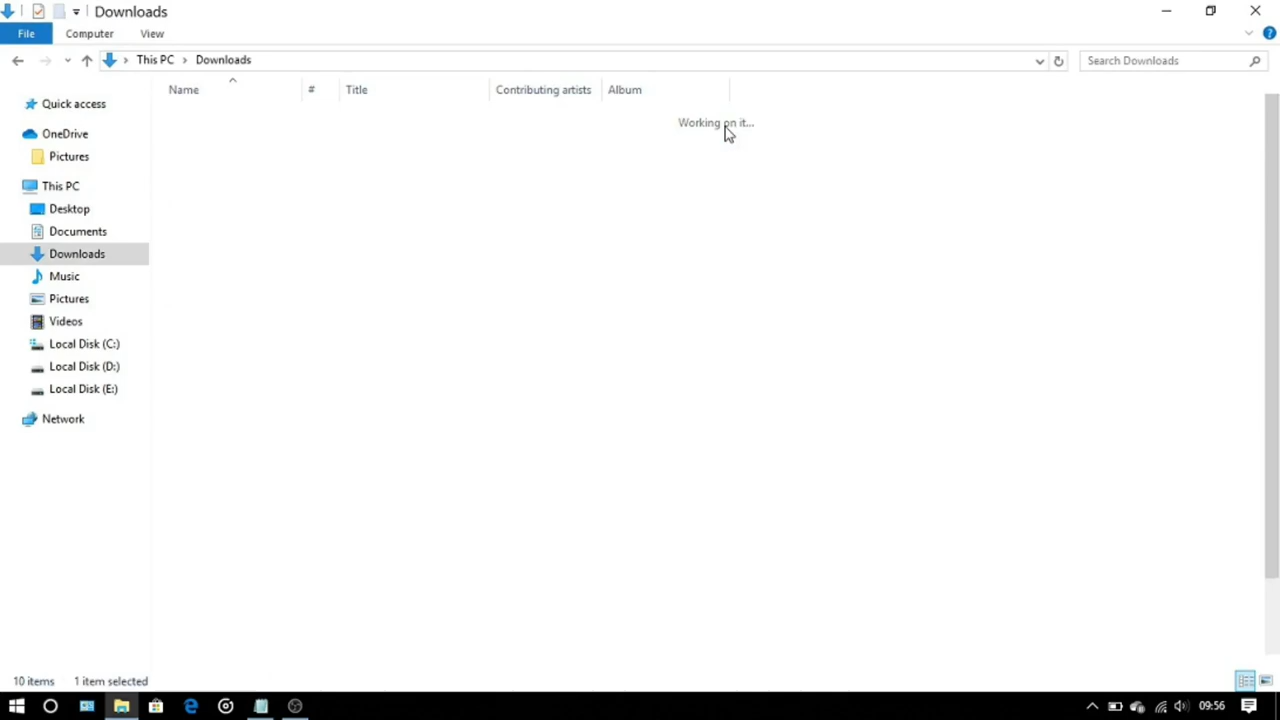 Downloads
File Computer View
This PC Downloads
Search Downloads
Name # Title Contributing artists Album
Working on it...
Quick access
OneDrive
Pictures
This PC
Desktop
Documents
Downloads
Music
Pictures
Videos
Local Disk (C:)
Local Disk (D:)
Local Disk (E:)
Network
10 items 1 item selected
09:56